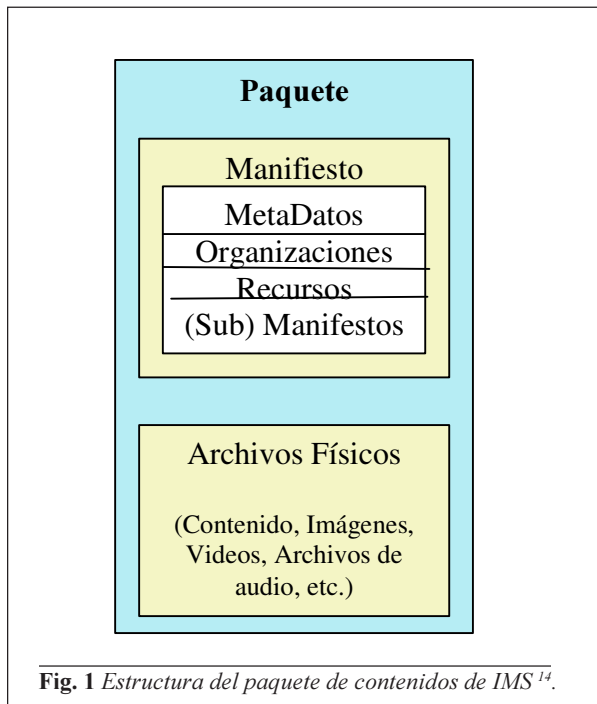 Paquete
Manifiesto
MetaDatos
Organizaciones
Recursos
(Sub) Manifestos
Archivos Físicos
(Contenido, Imágenes,
Videos, Archivos de
audio, etc.)
Fig. 1 Estructura del paquete de contenidos de IMS 14.